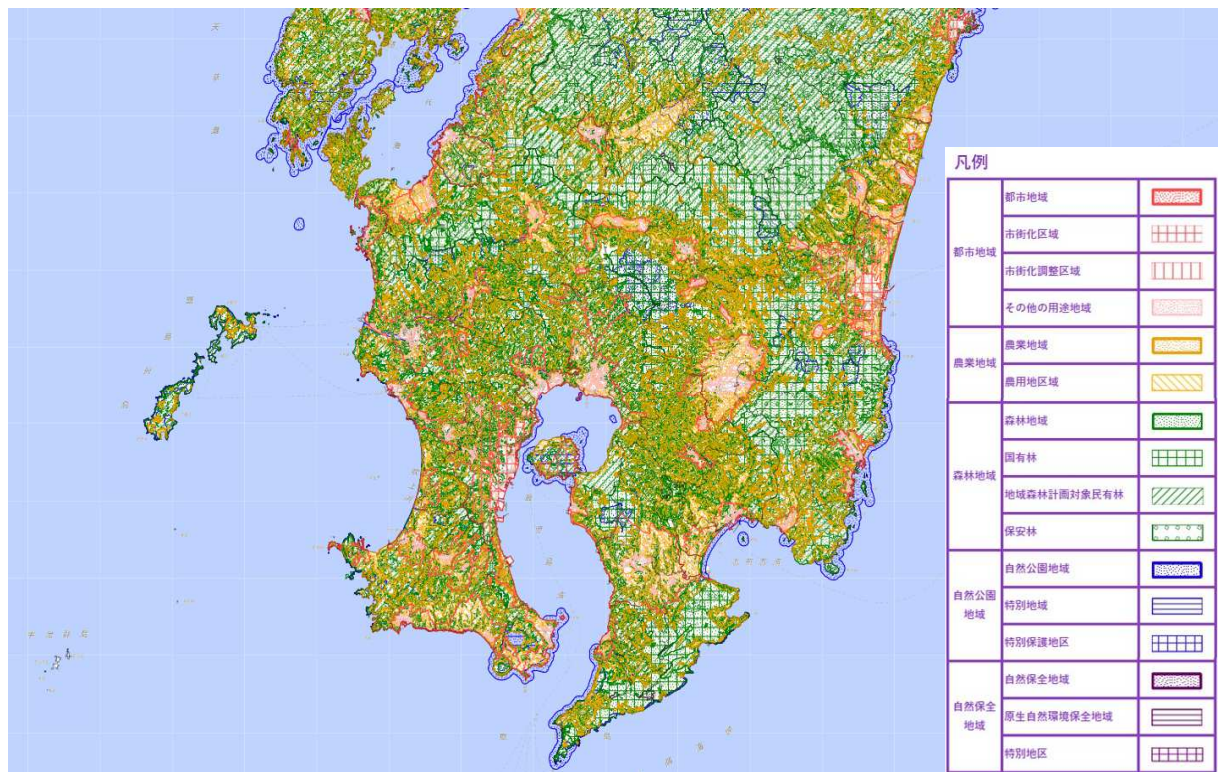 凡例
都市地域
都市地域
市街化区域
市街化調整区域
その他の用途地域
農業地域
農業地域
農用地区域
森林地域
森林地域
国有林
地域森林計画対象民有林
保安林
自然公園
地域
自然公園地域
特別地域
特別保護地区
自然保全
地域
自然保全地域
原生自然環境保全地域
特別地区